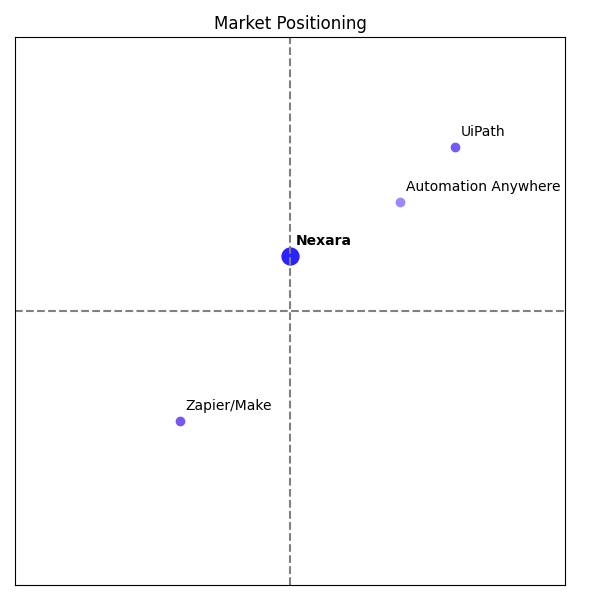 Market Positioning
UiPath
Automation Anywhere
Nexara
Zapier/Make